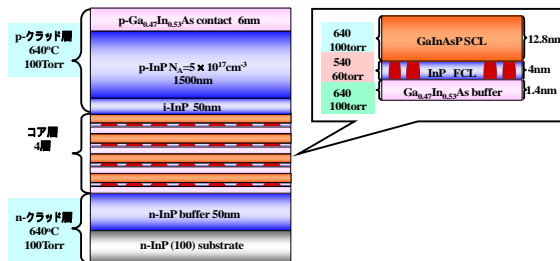 p-クラッド層
640℃
100Torr
コア層
4層
n-クラッド層
640℃
100Torr
p-Ga0.47In0.53As contact 6nm
p-InP NA=5×10¹⁷cm⁻³
1500nm
i-InP 50nm
n-InP buffer 50nm
n-InP (100) substrate
640
100torr
540
60torr
640
100torr
GaInAsP SCL
InP FCL
Ga0.47In0.53As buffer
12.8nm
4nm
1.4nm